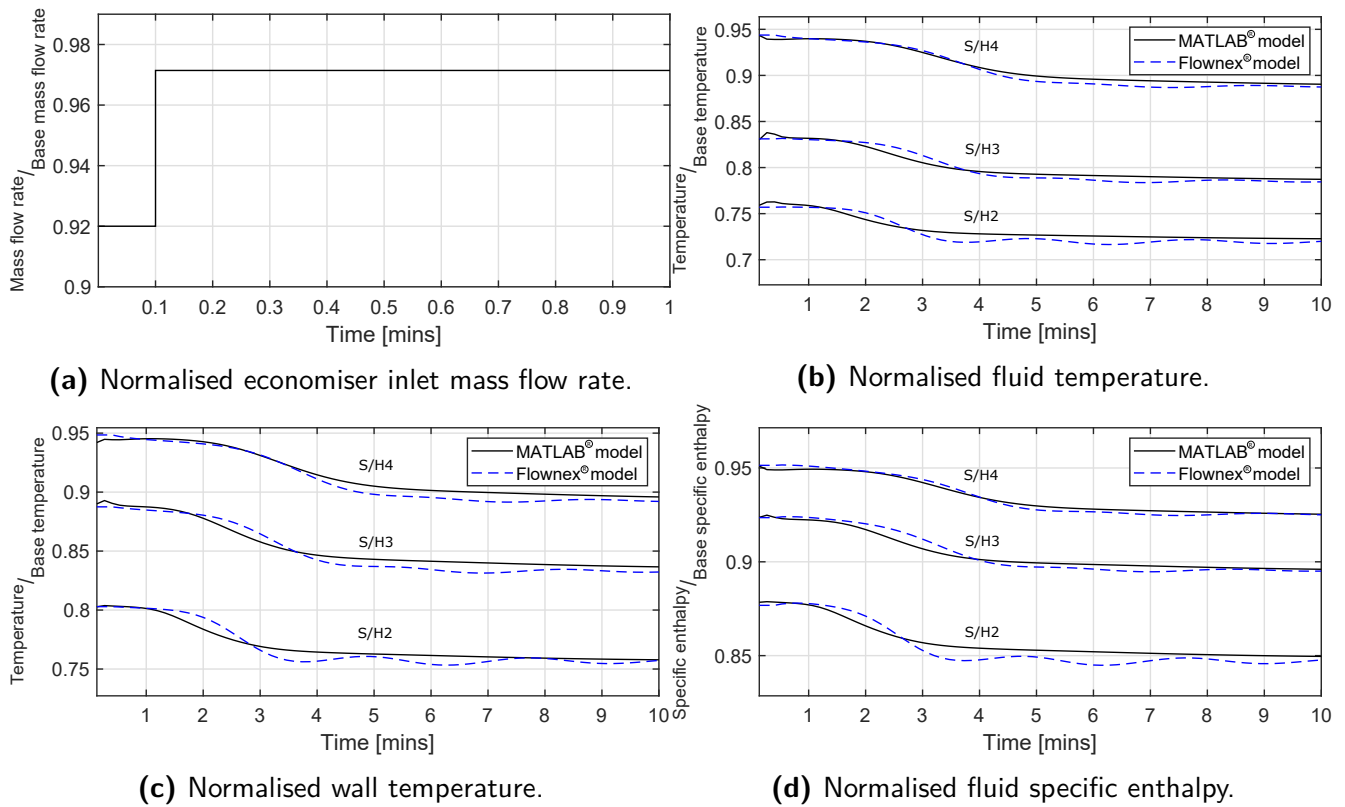 Mass flow rate/Base mass flow rate
0.98
0.96
0.94
0.92
0.9
0.1 0.2 0.3 0.4 0.5 0.6 0.7 0.8 0.9 1
Time [mins]
(a) Normalised economiser inlet mass flow rate.
Temperature/Base temperature
0.95
0.9
0.85
0.8
0.75
0.7
S/H4
S/H3
S/H2
MATLAB® model
Flownex® model
1 2 3 4 5 6 7 8 9 10
Time [mins]
(b) Normalised fluid temperature.
Temperature/Base temperature
0.95
0.9
0.85
0.8
0.75
S/H4
S/H3
S/H2
MATLAB® model
Flownex® model
1 2 3 4 5 6 7 8 9 10
Time [mins]
(c) Normalised wall temperature.
Specific enthalpy/Base specific enthalpy
0.95
0.9
0.85
S/H4
S/H3
S/H2
MATLAB® model
Flownex® model
1 2 3 4 5 6 7 8 9 10
Time [mins]
(d) Normalised fluid specific enthalpy.